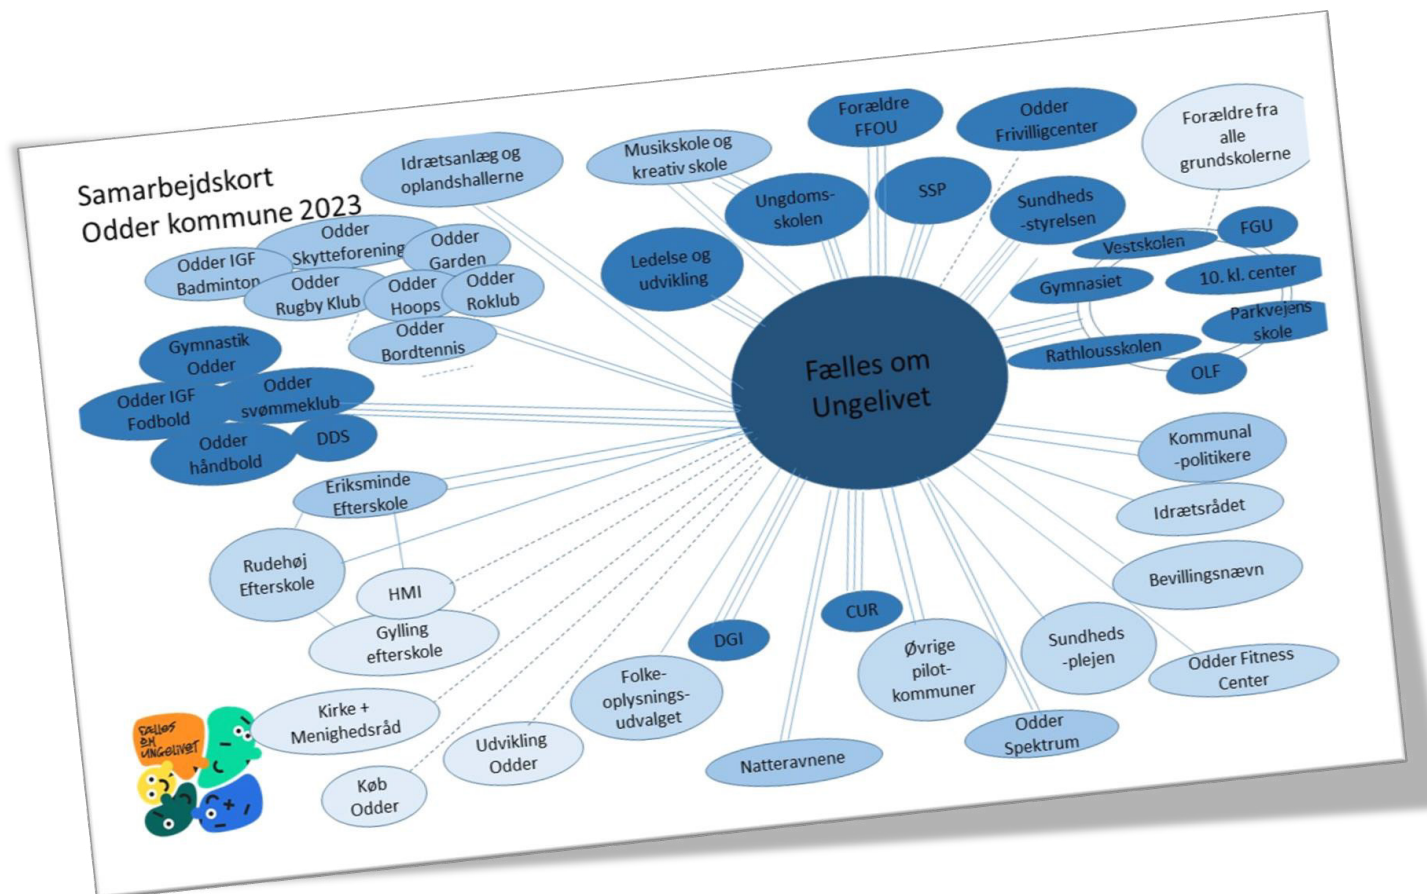 Samarbejdskort
Odder kommune 2023
Idrætsanlæg og
oplandshallerne
Musikskole og
kreativ skole
Forældre
FFOU
Odder
Frivilligcenter
Forældre fra
alle
grundskolerne
Ungdoms-
skolen
SSP
Sundheds
-styrelsen
Ledelse og
udvikling
Vestskolen
FGU
Gymnasiet
10. kl. center
Parkvejens
skole
Rathlousskolen
OLF
Odder
Skytteforening
Odder
Garden
Odder IGF
Badminton
Odder
Rugby Klub
Odder
Hoops
Odder
Roklub
Odder
Bordtennis
Gymnastik
Odder
Odder IGF
Fodbold
Odder
svømmeklub
Odder
håndbold
DDS
Fælles om
Ungelivet
Eriksminde
Efterskole
Rudehøj
Efterskole
HMI
Gylling
efterskole
Kirke +
Menighedsråd
Køb
Odder
Udvikling
Odder
Folke-
oplysnings-
udvalget
DGI
Natteravnene
CUR
Øvrige
pilot-
kommuner
Odder
Spektrum
Sundheds
-plejen
Odder Fitness
Center
Bevillingsnævn
Idrætsrådet
Kommunal
-politikere
FÆLLES
OM
UNGELIVET